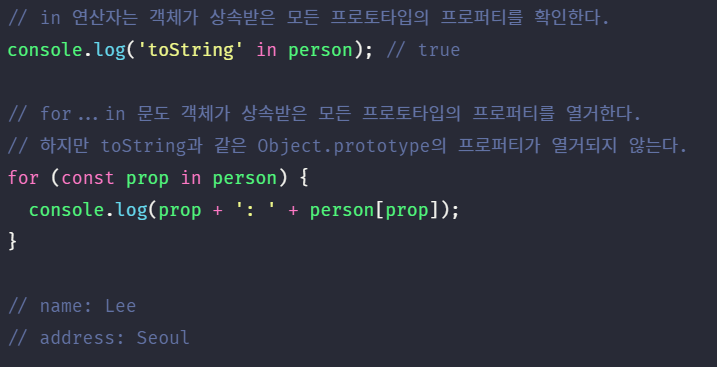 // in 연산자는 객체가 상속받은 모든 프로토타입의 프로퍼티를 확인한다.
console.log('toString' in person); // true
// for...in 문도 객체가 상속받은 모든 프로토타입의 프로퍼티를 열거한다.
// 하지만 toString과 같은 Object.prototype의 프로퍼티가 열거되지 않는다.
for (const prop in person) {
  console.log(prop + ': ' + person[prop]);
}
// name: Lee
// address: Seoul